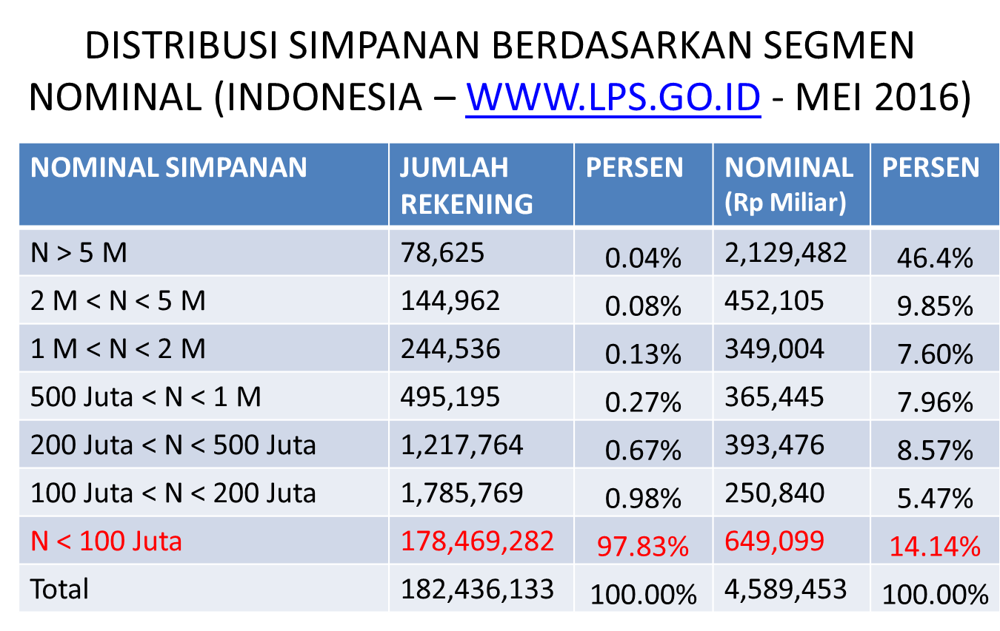 DISTRIBUSI SIMPANAN BERDASARKAN SEGMEN
NOMINAL (INDONESIA – WWW.LPS.GO.ID - MEI 2016)
NOMINAL SIMPANAN JUMLAH REKENING PERSEN NOMINAL (Rp Miliar) PERSEN
N > 5 M 78,625 0.04% 2,129,482 46.4%
2 M < N < 5 M 144,962 0.08% 452,105 9.85%
1 M < N < 2 M 244,536 0.13% 349,004 7.60%
500 Juta < N < 1 M 495,195 0.27% 365,445 7.96%
200 Juta < N < 500 Juta 1,217,764 0.67% 393,476 8.57%
100 Juta < N < 200 Juta 1,785,769 0.98% 250,840 5.47%
N < 100 Juta 178,469,282 97.83% 649,099 14.14%
Total 182,436,133 100.00% 4,589,453 100.00%